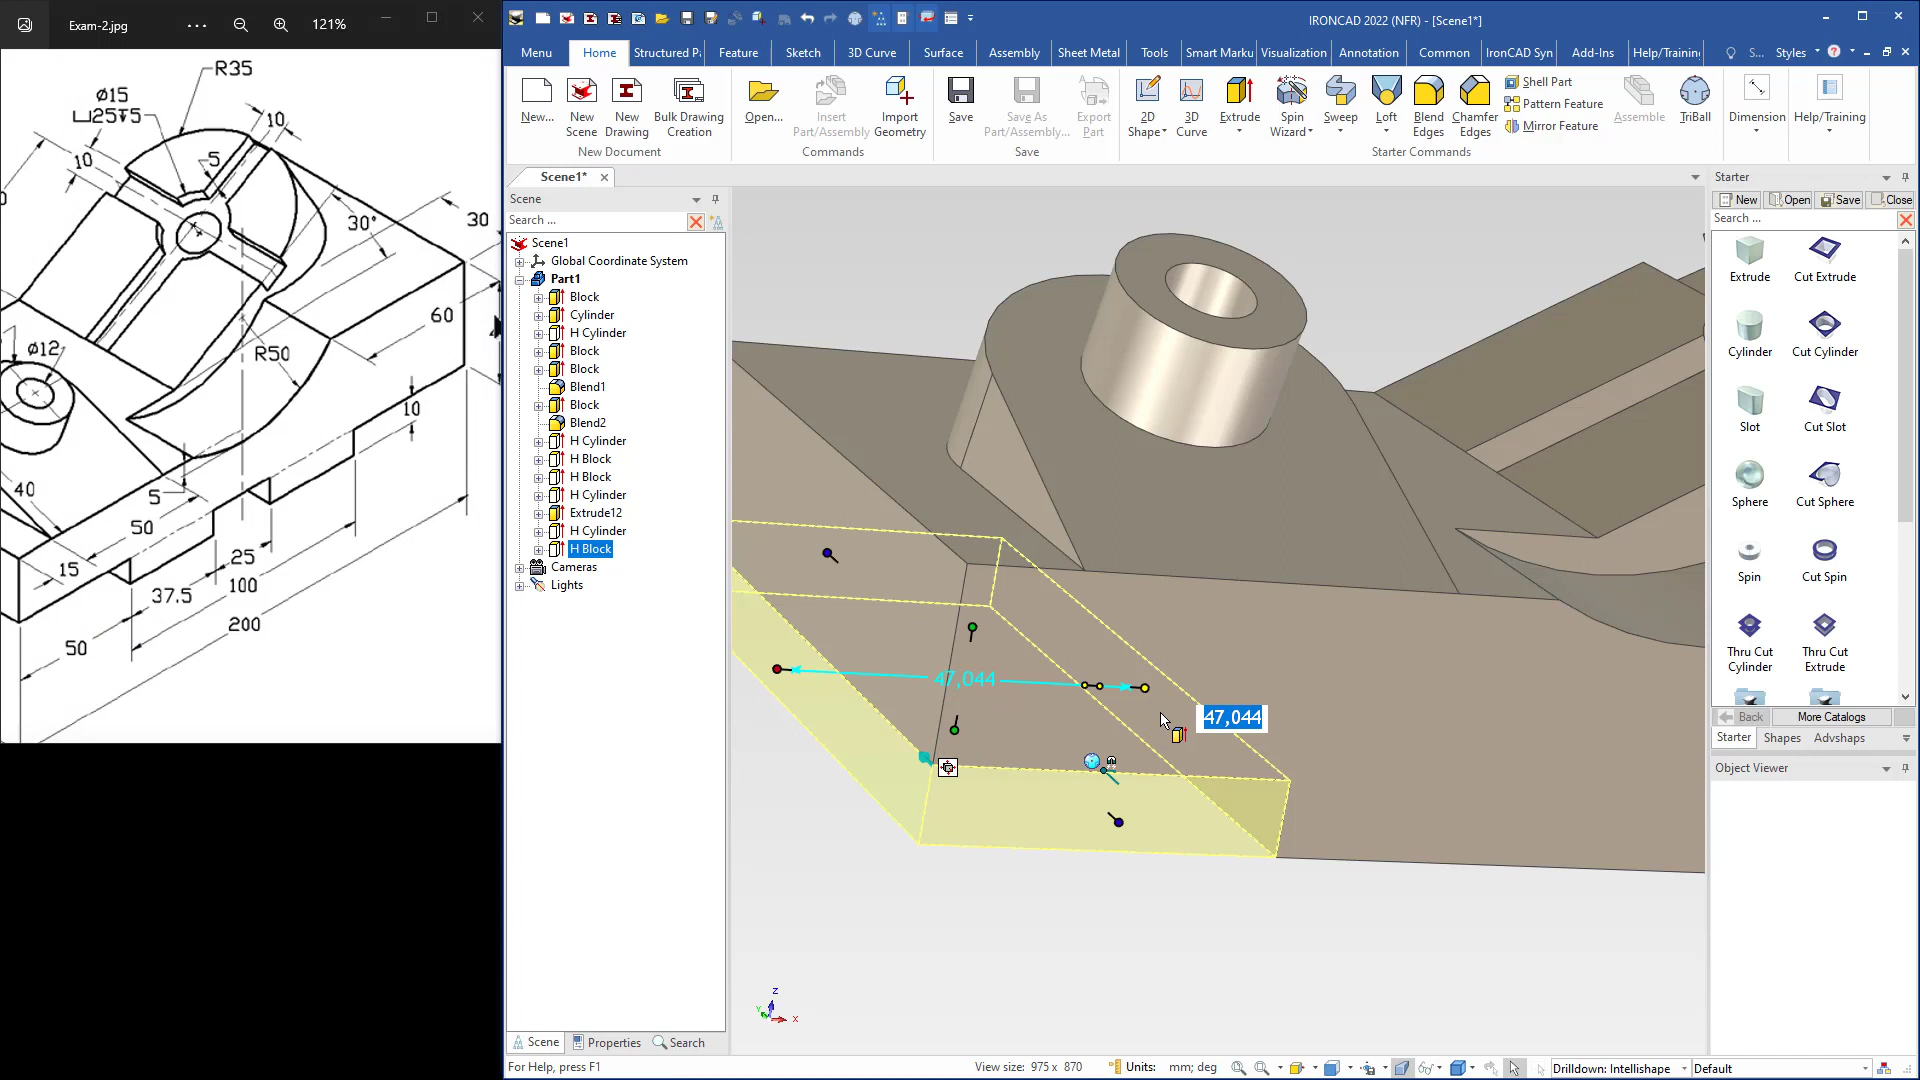 Exam-2.jpg
121%
R35
ø15
⌴25↧5
10
10
5
30°
30
60
R50
ø12
10
40
5
50
25
15
37.5
100
200
50
IRONCAD 2022 (NFR) - [Scene1*]
Menu
Home
Structured P
Feature
Sketch
3D Curve
Surface
Assembly
Sheet Metal
Tools
Smart Marku
Visualization
Annotation
Common
IronCAD Syn
Add-Ins
Help/Training
S...
Styles
New...
New Scene
New Drawing
Bulk Drawing Creation
New Document
Open...
Insert Part/Assembly
Import Geometry
Commands
Save
Save As Part/Assembly...
Export Part
Save
2D Shape
3D Curve
Extrude
Spin Wizard
Sweep
Loft
Blend Edges
Chamfer Edges
Shell Part
Pattern Feature
Mirror Feature
Assemble
TriBall
Starter Commands
Dimension
Help/Training
Scene1*
Scene
Search ...
Scene1
Global Coordinate System
Part1
Block
Cylinder
H Cylinder
Block
Block
Blend1
Block
Blend2
H Cylinder
H Block
H Block
H Cylinder
Extrude12
H Cylinder
H Block
Cameras
Lights
47,044
47,044
Z
Y
X
Starter
New
Open
Save
Close
Search ...
Extrude
Cut Extrude
Cylinder
Cut Cylinder
Slot
Cut Slot
Sphere
Cut Sphere
Spin
Cut Spin
Thru Cut Cylinder
Thru Cut Extrude
Back
More Catalogs
Starter
Shapes
Advshaps
Object Viewer
Scene
Properties
Search
For Help, press F1
View size: 975 x 870
Units:
mm; deg
Drilldown: Intellishape
Default